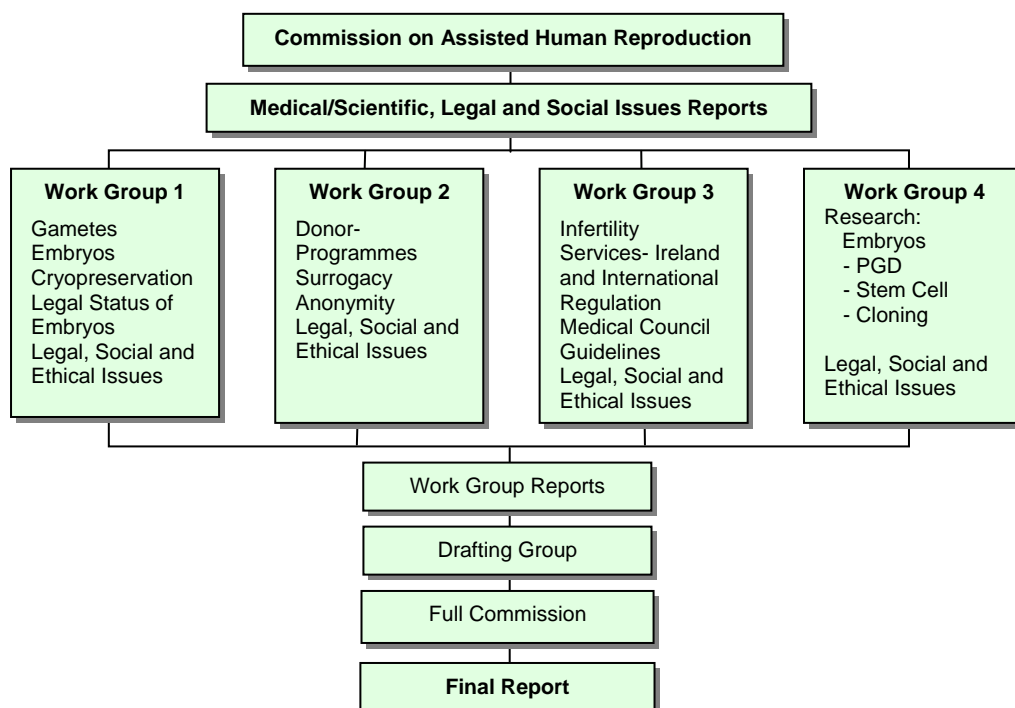 Commission on Assisted Human Reproduction
Medical/Scientific, Legal and Social Issues Reports
Work Group 1
Gametes
Embryos
Cryopreservation
Legal Status of
Embryos
Legal, Social and
Ethical Issues
Work Group 2
Donor-
Programmes
Surrogacy
Anonymity
Legal, Social and
Ethical Issues
Work Group 3
Infertility
Services- Ireland
and International
Regulation
Medical Council
Guidelines
Legal, Social and
Ethical Issues
Work Group 4
Research:
Embryos
- PGD
- Stem Cell
- Cloning
Legal, Social and
Ethical Issues
Work Group Reports
Drafting Group
Full Commission
Final Report